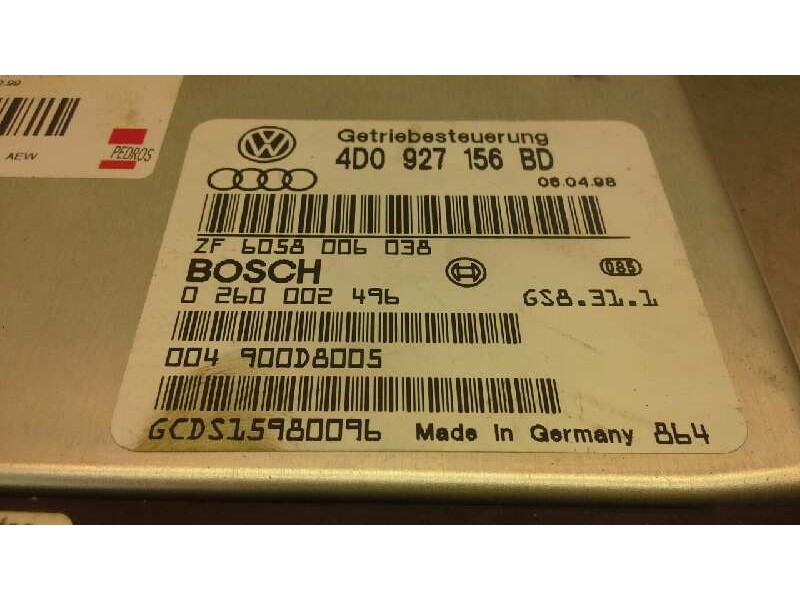 AEW
PEDROS
Getriebesteuerung
4D0 927 156 BD
06.04.98
ZF 6058 006 038
BOSCH
085
0 260 002 496
GS8.31.1
004 900D8005
GCDS15980096
Made in Germany 864